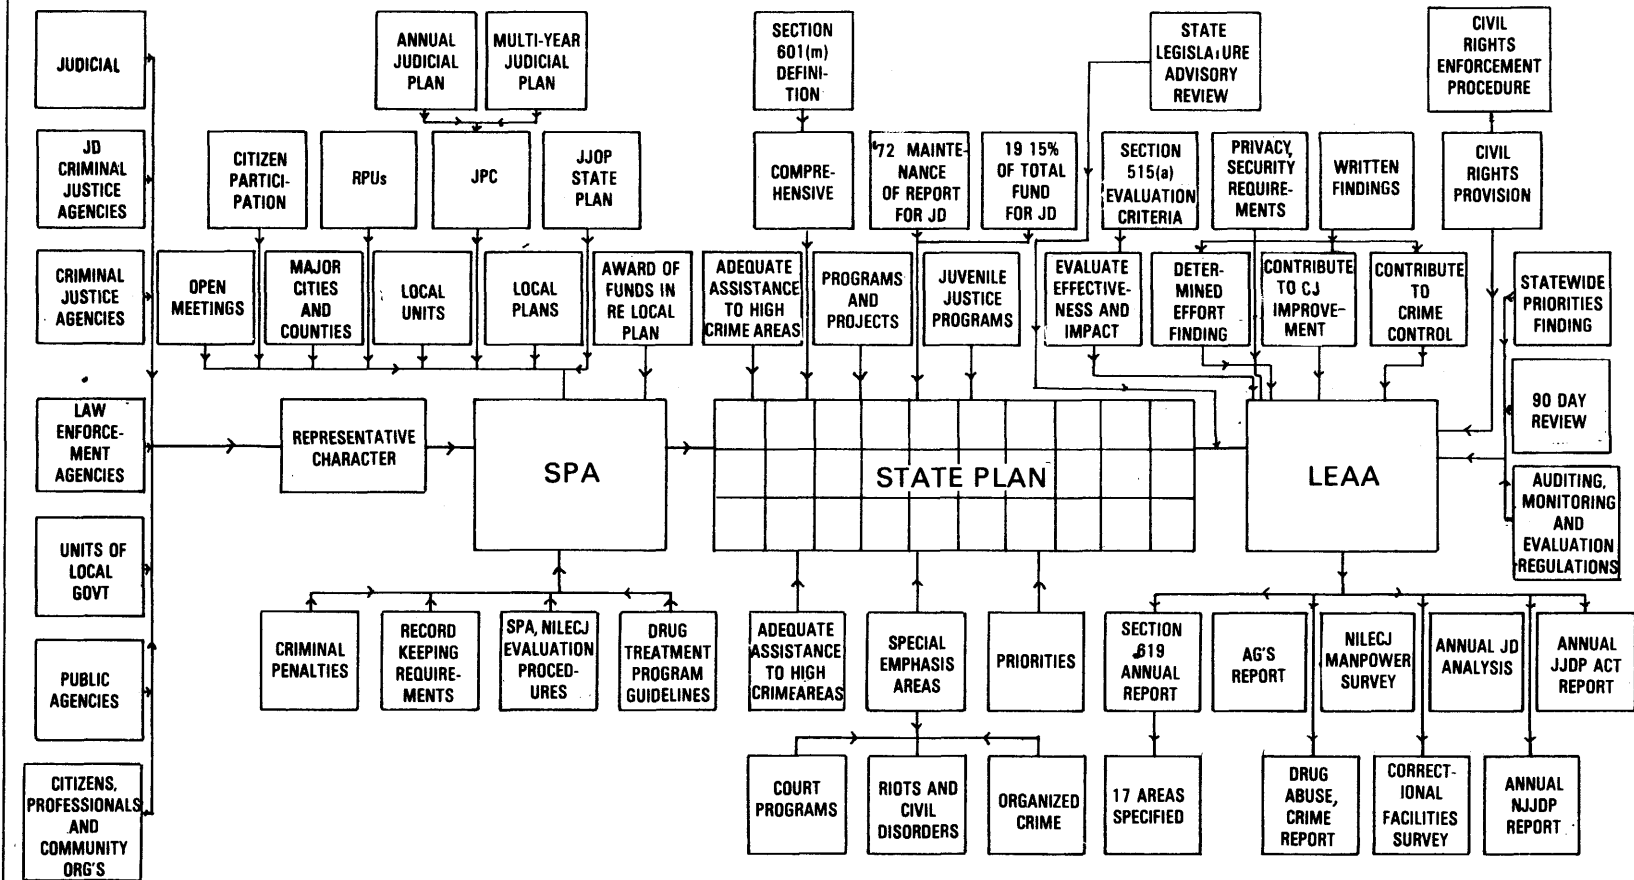 JUDICIAL
ANNUAL
JUDICIAL
PLAN
MULTI-YEAR
JUDICIAL
PLAN
SECTION
601(m)
DEFINI-
TION
STATE
LEGISLATURE
ADVISORY
REVIEW
CIVIL
RIGHTS
ENFORCEMENT
PROCEDURE
JD
CRIMINAL
JUSTICE
AGENCIES
CITIZEN
PARTICI-
PATION
RPUs
JPC
JJOP
STATE
PLAN
COMPRE-
HENSIVE
'72 MAINTE-
NANCE
OF REPORT
FOR JD
19 15%
OF TOTAL
FUND
FOR JD
SECTION
515(a)
EVALUATION
CRITERIA
PRIVACY,
SECURITY
REQUIRE-
MENTS
WRITTEN
FINDINGS
CIVIL
RIGHTS
PROVISION
CRIMINAL
JUSTICE
AGENCIES
OPEN
MEETINGS
MAJOR
CITIES
AND
COUNTIES
LOCAL
UNITS
LOCAL
PLANS
AWARD OF
FUNDS IN
RE LOCAL
PLAN
ADEQUATE
ASSISTANCE
TO HIGH
CRIME AREAS
PROGRAMS
AND
PROJECTS
JUVENILE
JUSTICE
PROGRAMS
EVALUATE
EFFECTIVE-
NESS AND
IMPACT
DETER-
MINED
EFFORT
FINDING
CONTRIBUTE
TO CJ
IMPROVE-
MENT
CONTRIBUTE
TO
CRIME
CONTROL
STATEWIDE
PRIORITIES
FINDING
LAW
ENFORCE-
MENT
AGENCIES
REPRESENTATIVE
CHARACTER
SPA
STATE PLAN
LEAA
90 DAY
REVIEW
AUDITING,
MONITORING
AND
EVALUATION
REGULATIONS
UNITS OF
LOCAL
GOVT
CRIMINAL
PENALTIES
RECORD
KEEPING
REQUIRE-
MENTS
SPA, NILECJ
EVALUATION
PROCED-
URES
DRUG
TREATMENT
PROGRAM
GUIDELINES
ADEQUATE
ASSISTANCE
TO HIGH
CRIMEAREAS
SPECIAL
EMPHASIS
AREAS
PRIORITIES
SECTION
619
ANNUAL
REPORT
AG'S
REPORT
NILECJ
MANPOWER
SURVEY
ANNUAL JD
ANALYSIS
ANNUAL
JJDP ACT
REPORT
PUBLIC
AGENCIES
CITIZENS,
PROFESSIONALS
AND
COMMUNITY
ORG'S
COURT
PROGRAMS
RIOTS AND
CIVIL
DISORDERS
ORGANIZED
CRIME
17 AREAS
SPECIFIED
DRUG
ABUSE,
CRIME
REPORT
CORRECT-
IONAL
FACILITIES
SURVEY
ANNUAL
NJJDP
REPORT